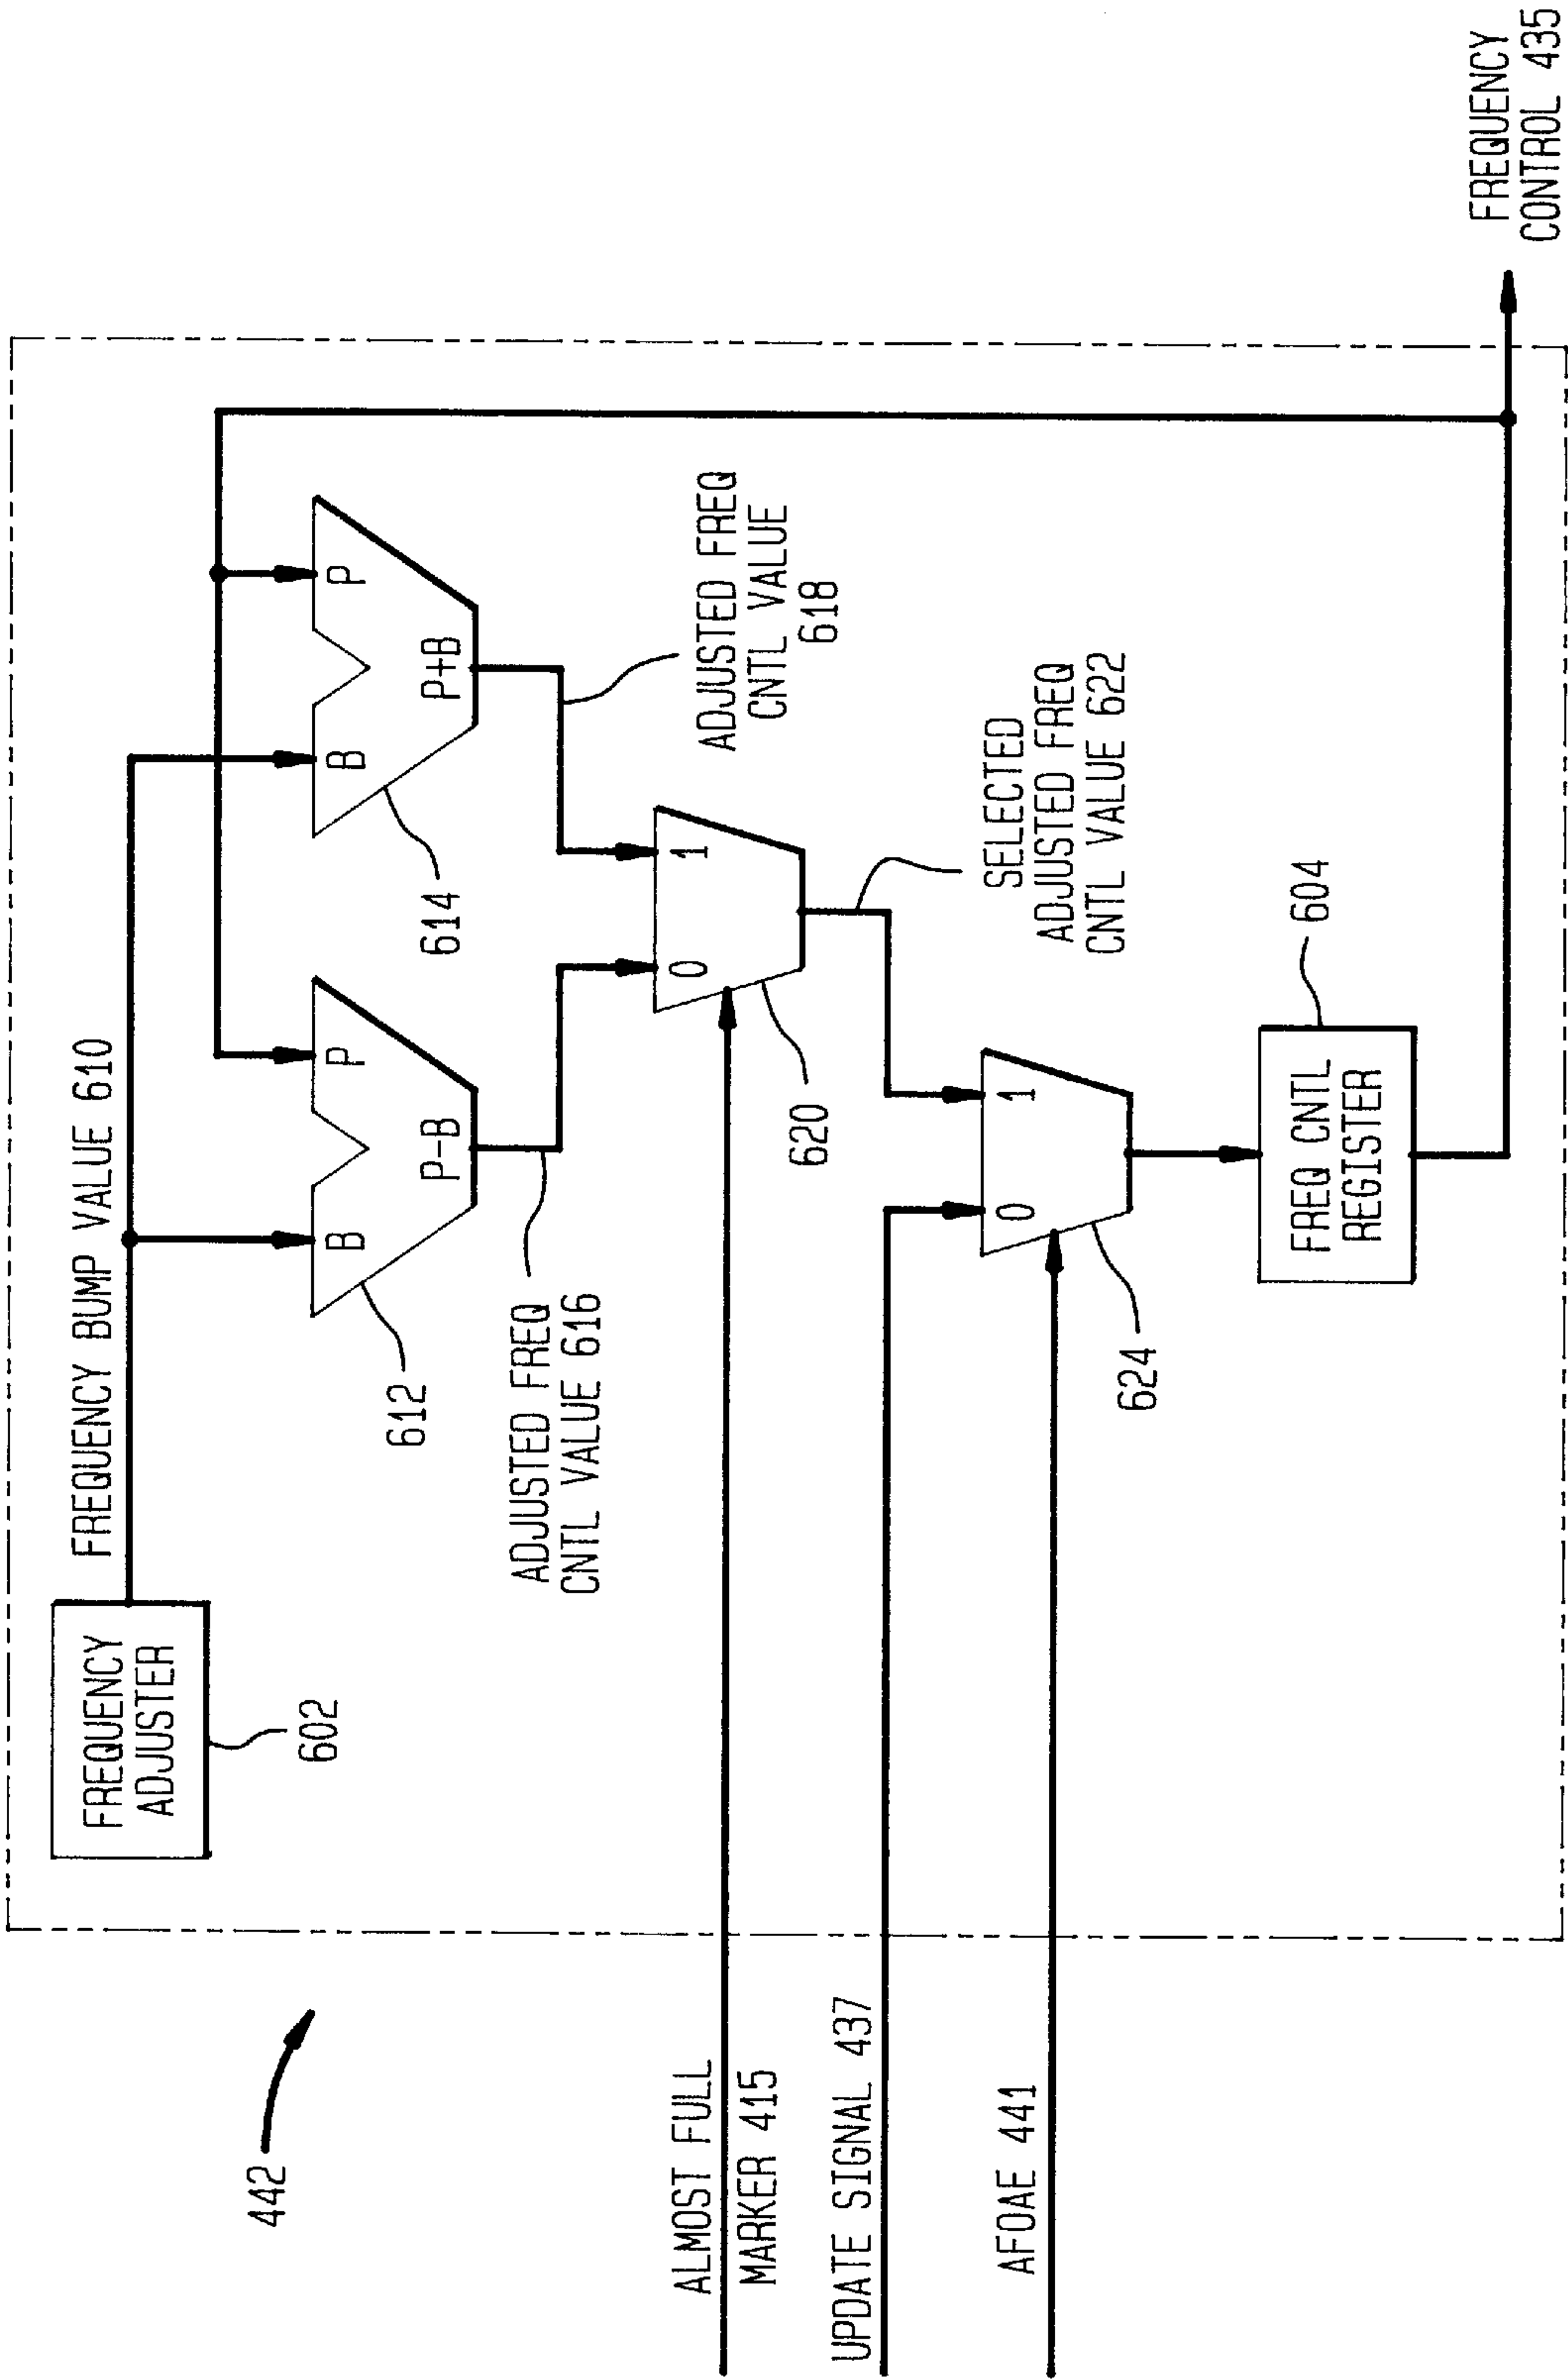 442
FREQUENCY
ADJUSTER
602
FREQUENCY BUMP VALUE 610
B
P
P-B
612
B
P
P+B
614
ADJUSTED FREQ
CNTL VALUE 616
ADJUSTED FREQ
CNTL VALUE
618
ALMOST FULL
MARKER 415
0
1
620
SELECTED
ADJUSTED FREQ
CNTL VALUE 622
UPDATE SIGNAL 437
AFOAE 441
0
1
624
FREQ CNTL
REGISTER
604
FREQUENCY
CONTROL 435